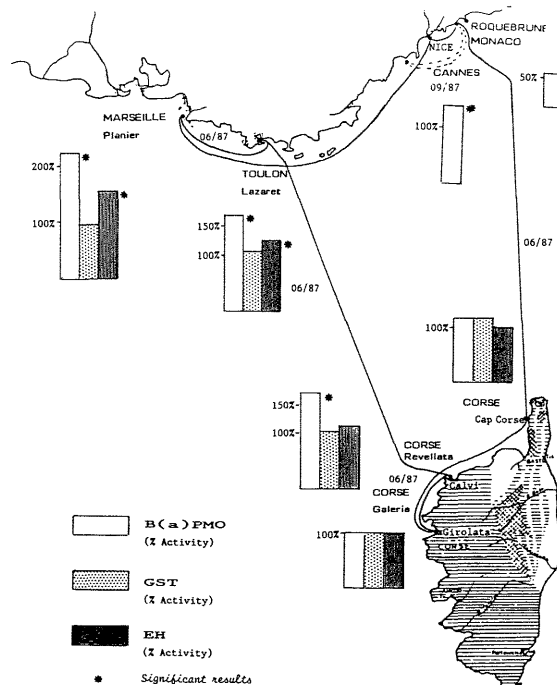 ROQUEBRUNE
MONACO
NICE
CANNES
09/87
50%
100%
MARSEILLE
Planier
06/87
TOULON
Lazaret
200%
100%
150%
100%
06/87
06/87
100%
CORSE
Cap Corse
150%
100%
CORSE
Revellata
06/87
Calvi
CORSE
Galeria
100%
Girolata
CORSE
B(a)PMO
(% Activity)
GST
(% Activity)
EH
(% Activity)
Significant results